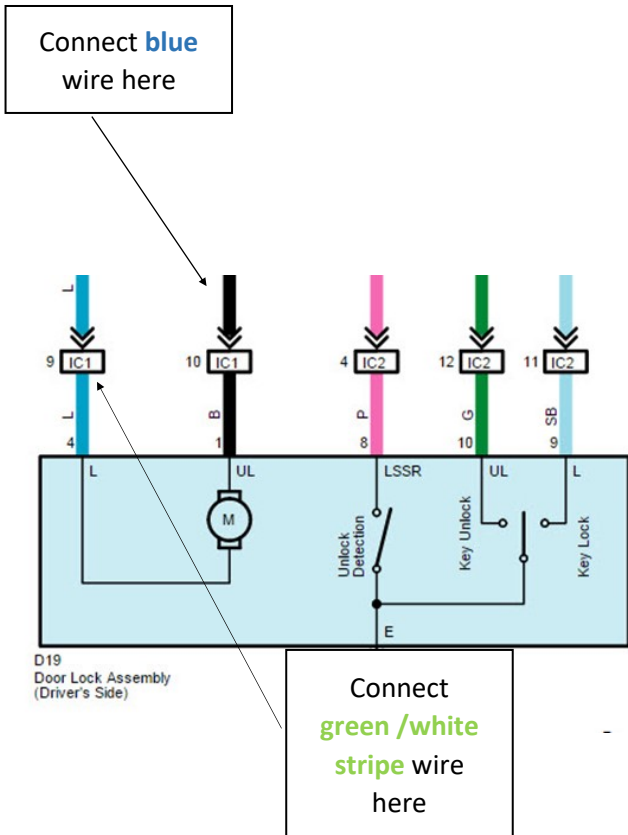 Connect blue
wire here
L
9 IC1
10 IC1
4 IC2
12 IC2
11 IC2
L
B
P
G
SB
4
1
8
10
9
L
UL
LSSR
UL
L
M
Unlock
Detection
Key Unlock
Key Lock
E
D19
Door Lock Assembly
(Driver's Side)
Connect
green /white
stripe wire
here
-